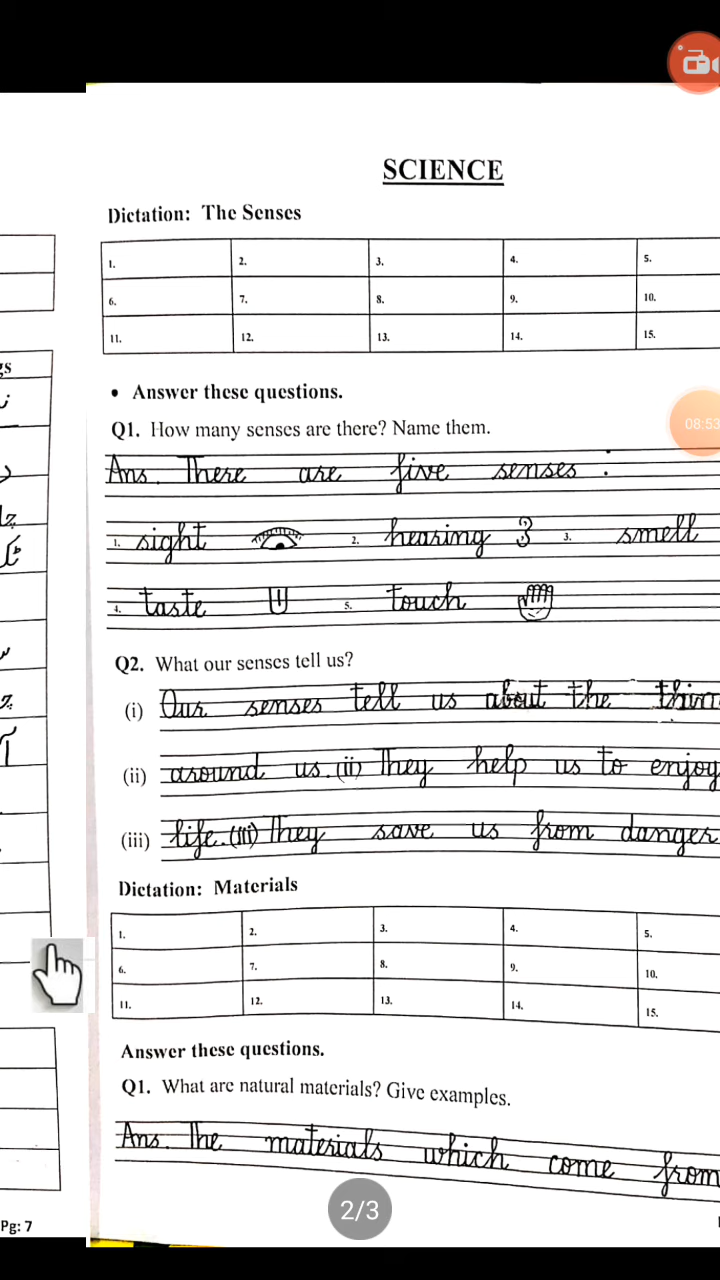 SCIENCE
Dictation: The Senses
1. 2. 3. 4. 5.
6. 7. 8. 9. 10.
11. 12. 13. 14. 15.
• Answer these questions.
Q1. How many senses are there? Name them.
Ans. There are five senses :
1. sight 2. hearing 3. smell
4. taste 5. touch
Q2. What our senses tell us?
(i) Our senses tell us about the thin
(ii) around us. (ii) They help us to enjoy
(iii) life. (iii) They save us from danger
Dictation: Materials
1. 2. 3. 4. 5.
6. 7. 8. 9. 10.
11. 12. 13. 14. 15.
Answer these questions.
Q1. What are natural materials? Give examples.
Ans. The materials which come from
Pg: 7
2/3
08:53